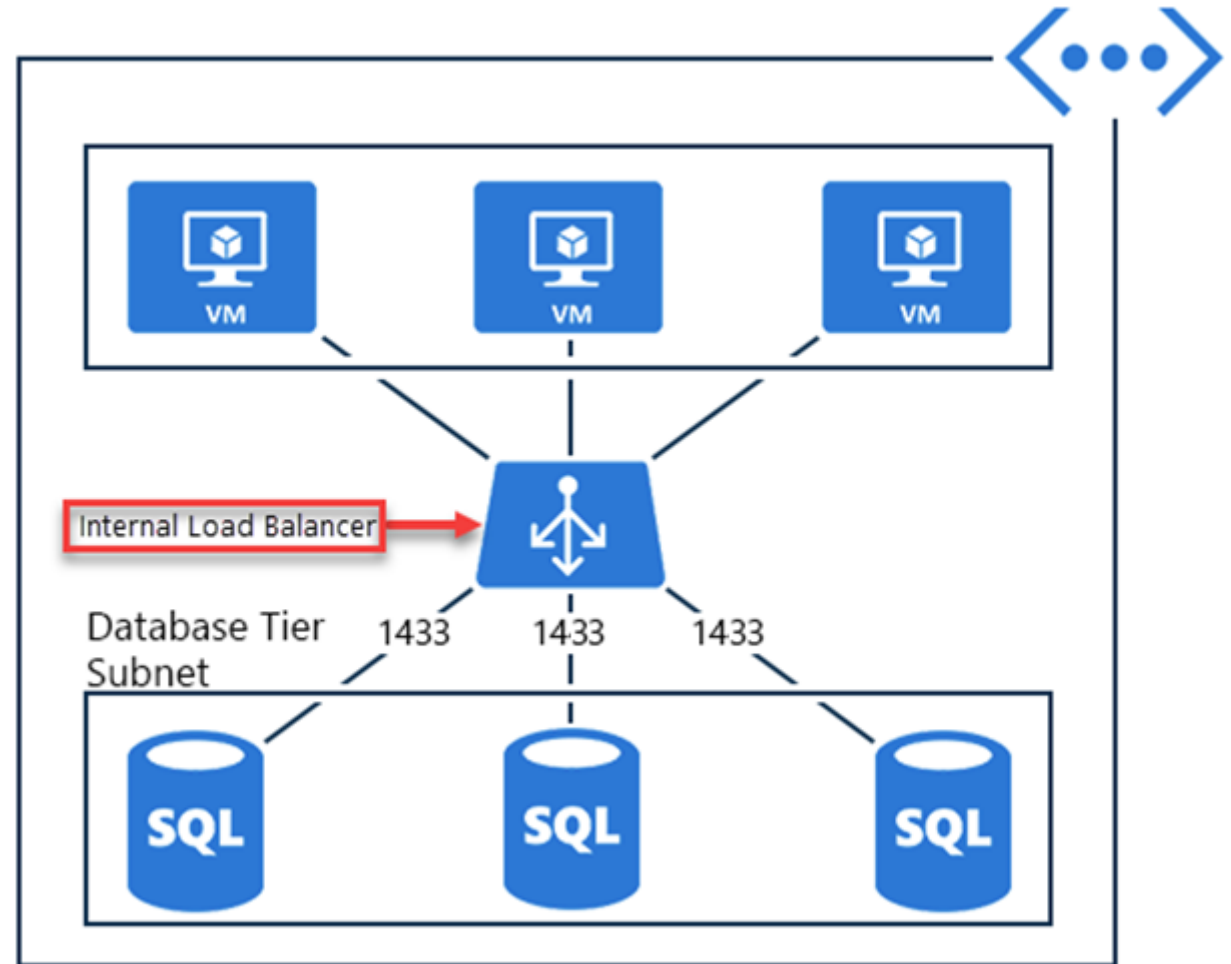 VM
VM
VM
Internal Load Balancer
Database Tier
Subnet
1433
1433
1433
SQL
SQL
SQL